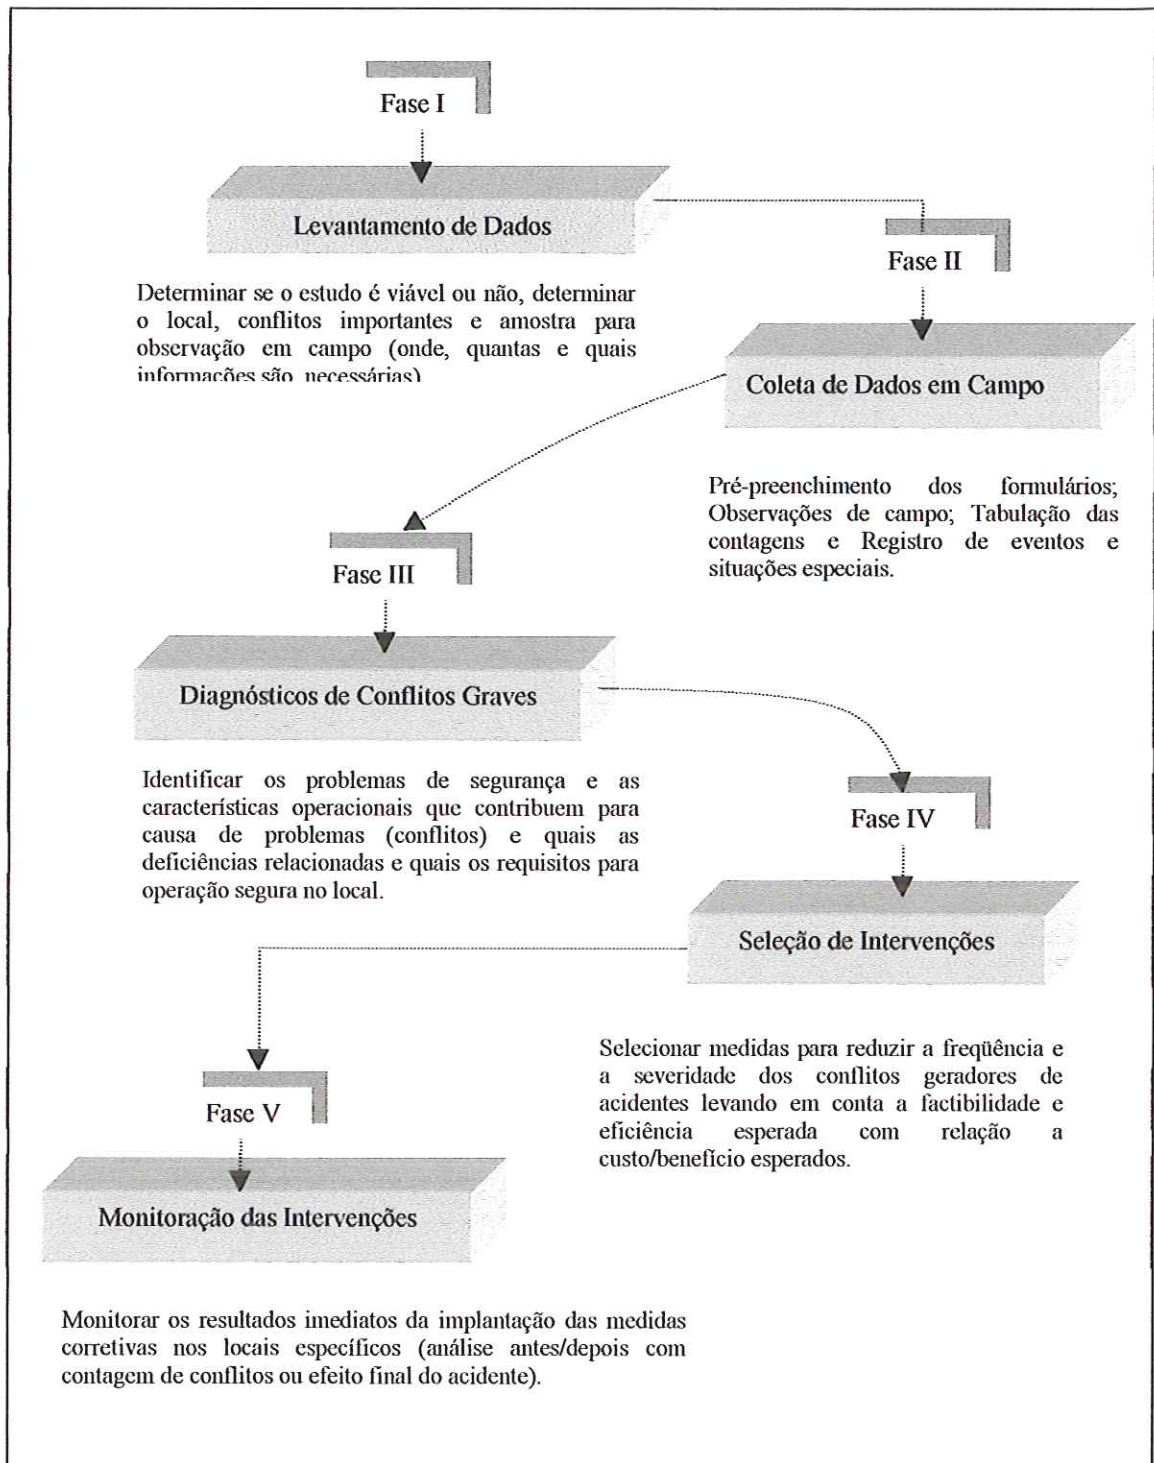 Fase I
Levantamento de Dados
Determinar se o estudo é viável ou não, determinar
o local, conflitos importantes e amostra para
observação em campo (onde, quantas e quais
informações são necessárias)
Fase II
Coleta de Dados em Campo
Pré-preenchimento dos formulários;
Observações de campo; Tabulação das
contagens e Registro de eventos e
situações especiais.
Fase III
Diagnósticos de Conflitos Graves
Identificar os problemas de segurança e as
características operacionais que contribuem para
causa de problemas (conflitos) e quais as
deficiências relacionadas e quais os requisitos para
operação segura no local.
Fase IV
Seleção de Intervenções
Selecionar medidas para reduzir a freqüência e
a severidade dos conflitos geradores de
acidentes levando em conta a factibilidade e
eficiência esperada com relação a
custo/benefício esperados.
Fase V
Monitoração das Intervenções
Monitorar os resultados imediatos da implantação das medidas
corretivas nos locais específicos (análise antes/depois com
contagem de conflitos ou efeito final do acidente).